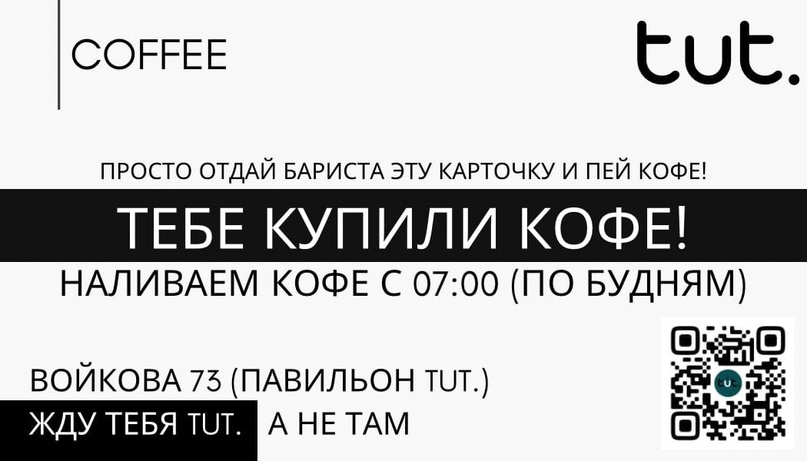 COFFEE
tut.
ПРОСТО ОТДАЙ БАРИСТА ЭТУ КАРТОЧКУ И ПЕЙ КОФЕ!
ТЕБЕ КУПИЛИ КОФЕ!
НАЛИВАЕМ КОФЕ С 07:00 (ПО БУДНЯМ)
ВОЙКОВА 73 (ПАВИЛЬОН TUT.)
ЖДУ ТЕБЯ TUT. А НЕ ТАМ
tut.